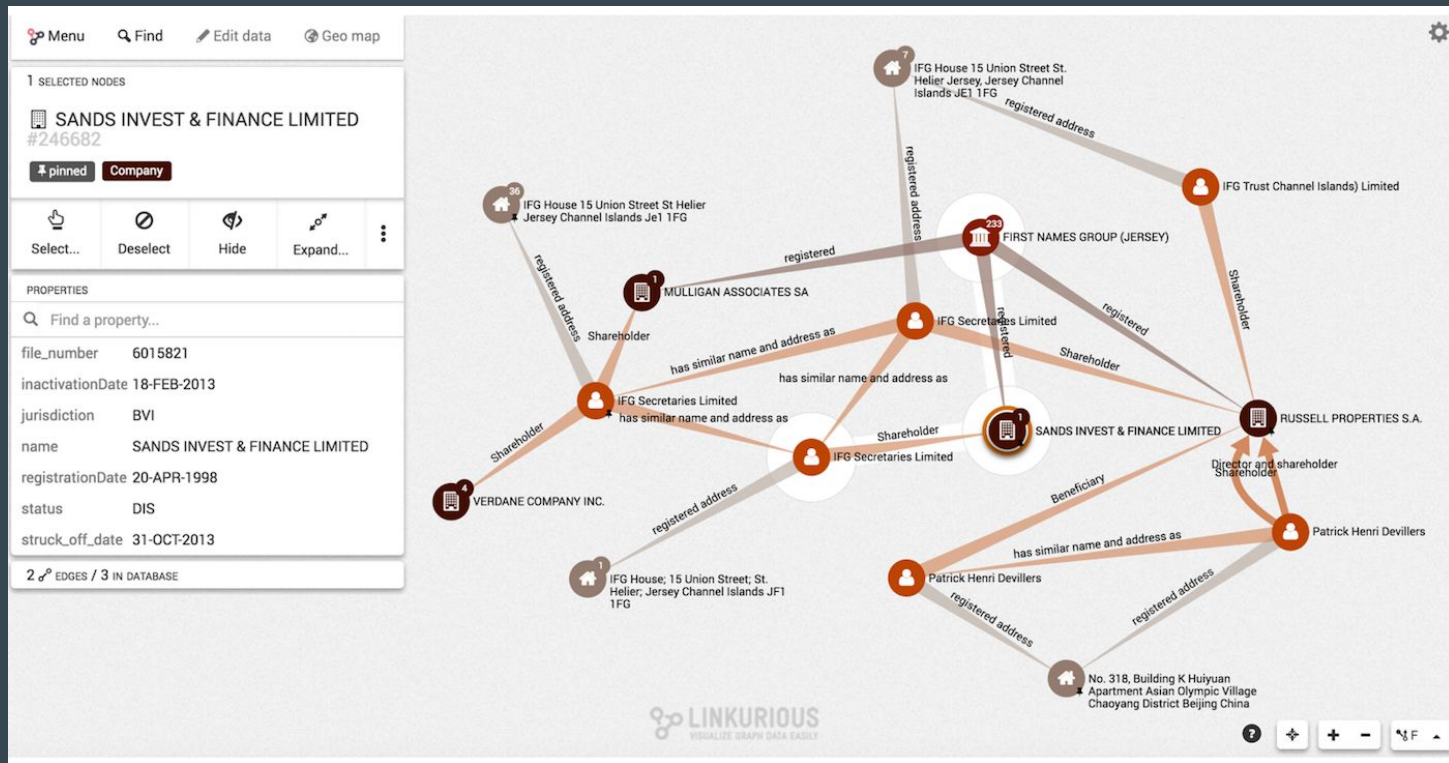 Menu Find Edit data Geo map
1 SELECTED NODES
SANDS INVEST & FINANCE LIMITED
#246682
pinned Company
Select... Deselect Hide Expand...
PROPERTIES
Find a property...
file_number 6015821
inactivationDate 18-FEB-2013
jurisdiction BVI
name SANDS INVEST & FINANCE LIMITED
registrationDate 20-APR-1998
status DIS
struck_off_date 31-OCT-2013
2 EDGES / 3 IN DATABASE
7
IFG House 15 Union Street St.
Helier Jersey, Jersey Channel
Islands JE1 1FG
registered address
registered address
IFG Trust Channel Islands) Limited
36
IFG House 15 Union Street St Helier
Jersey Channel Islands Je1 1FG
233
FIRST NAMES GROUP (JERSEY)
registered
registered address
1
MULLIGAN ASSOCIATES SA
Shareholder
registered
registered
IFG Secretaries Limited
Shareholder
has similar name and address as
Shareholder
has similar name and address as
IFG Secretaries Limited
has similar name and address as
1
SANDS INVEST & FINANCE LIMITED
RUSSELL PROPERTIES S.A.
Shareholder
Shareholder
IFG Secretaries Limited
Director and shareholder
Shareholder
4
VERDANE COMPANY INC.
registered address
Beneficiary
Patrick Henri Devillers
has similar name and address as
1
IFG House; 15 Union Street; St.
Helier; Jersey Channel Islands JF1
1FG
Patrick Henri Devillers
registered address
registered address
No. 318, Building K Huiyuan
Apartment Asian Olympic Village
Chaoyang District Beijing China
LINKURIOUS
VISUALIZE GRAPH DATA EASILY
? + - F